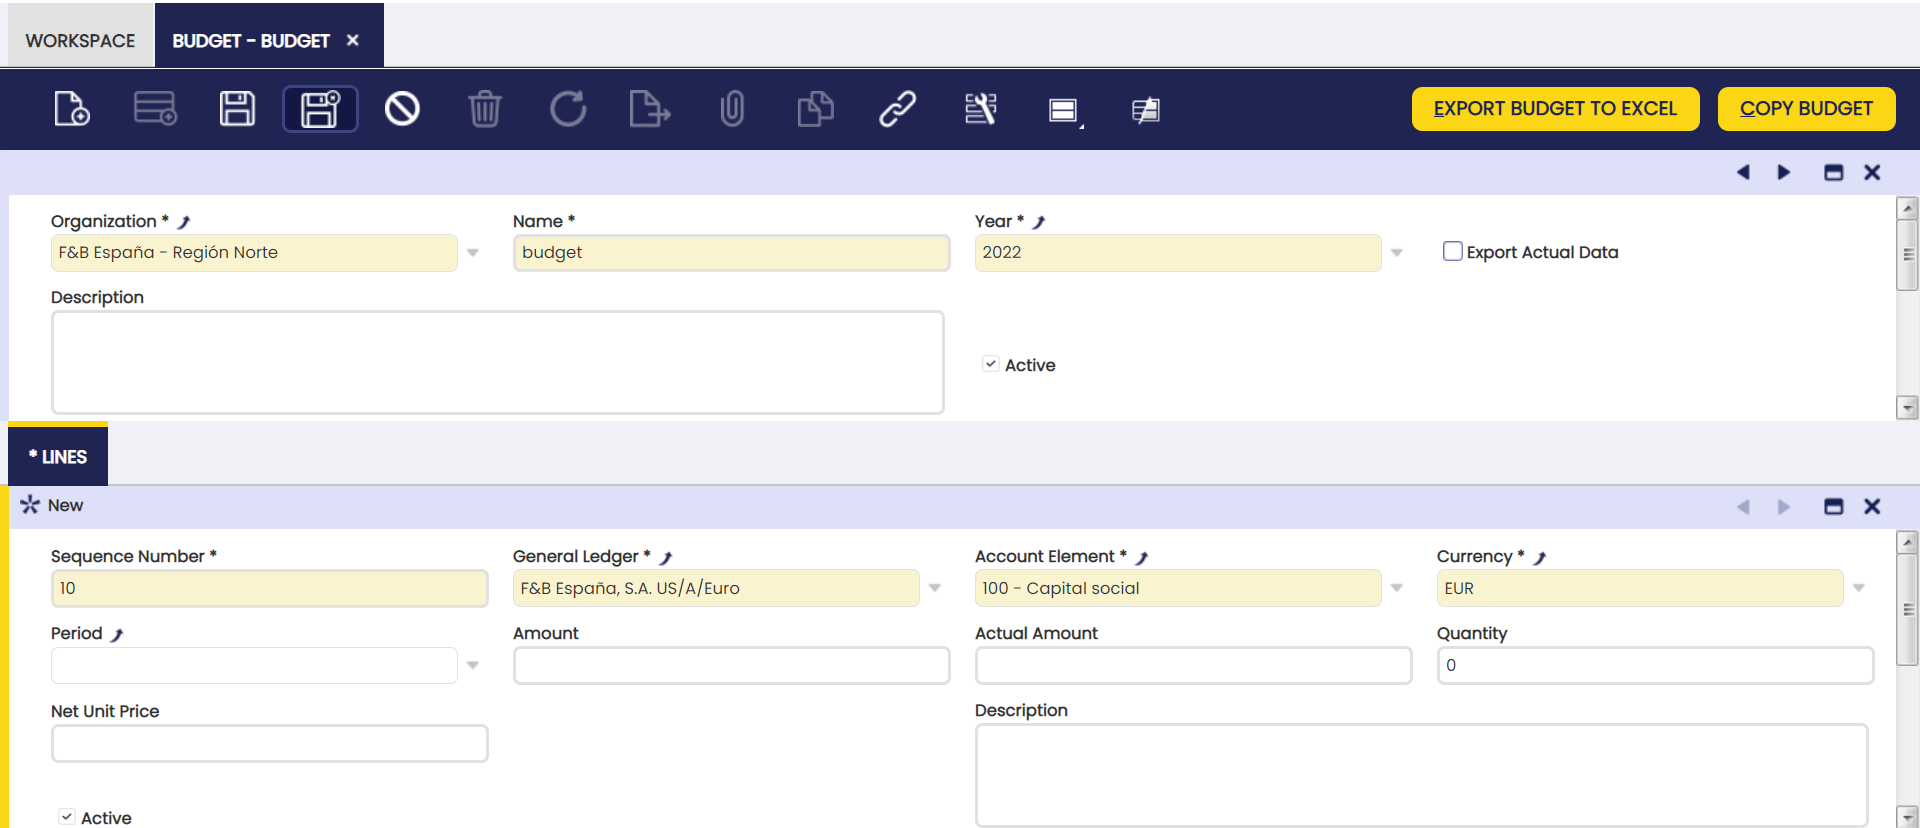 WORKSPACE
BUDGET - BUDGET
EXPORT BUDGET TO EXCEL
COPY BUDGET
Organization *
Name *
Year *
F&B España - Región Norte
budget
2022
Export Actual Data
Description
Active
* LINES
New
Sequence Number *
General Ledger *
Account Element *
Currency *
10
F&B España, S.A. US/A/Euro
100 - Capital social
EUR
Period
Amount
Actual Amount
Quantity
0
Net Unit Price
Description
Active